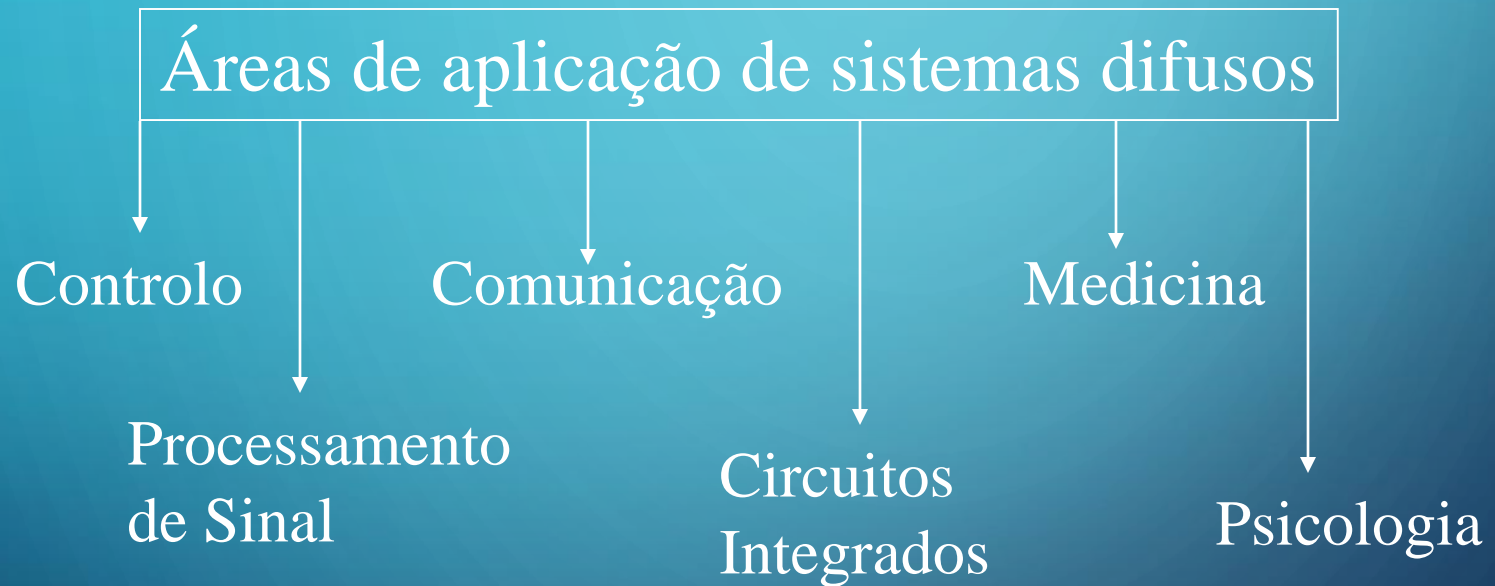 Áreas de aplicação de sistemas difusos
Controlo
Comunicação
Medicina
Processamento
de Sinal
Circuitos
Integrados
Psicologia